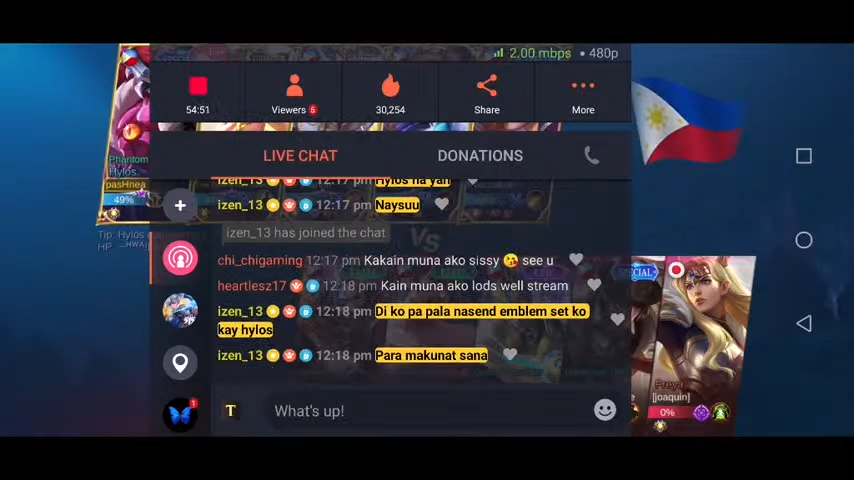 2.00 mbps • 480p
54:51
Viewers 5
30,254
Share
More
LIVE CHAT
DONATIONS
izen_13 12:17 pm Hylos na yan
izen_13 12:17 pm Naysuu
izen_13 has joined the chat
chi_chigaming 12:17 pm Kakain muna ako sissy 😘 see u
heartlesz17 12:18 pm Kain muna ako lods well stream
izen_13 12:18 pm Di ko pa pala nasend emblem set ko
kay hylos
izen_13 12:18 pm Para makunat sana
T
What's up!
1
Phantom
Hylos
pasHnea
49%
Tip: Hylos
HP
VS
SPECIAL
Freya
[joaquin]
0%